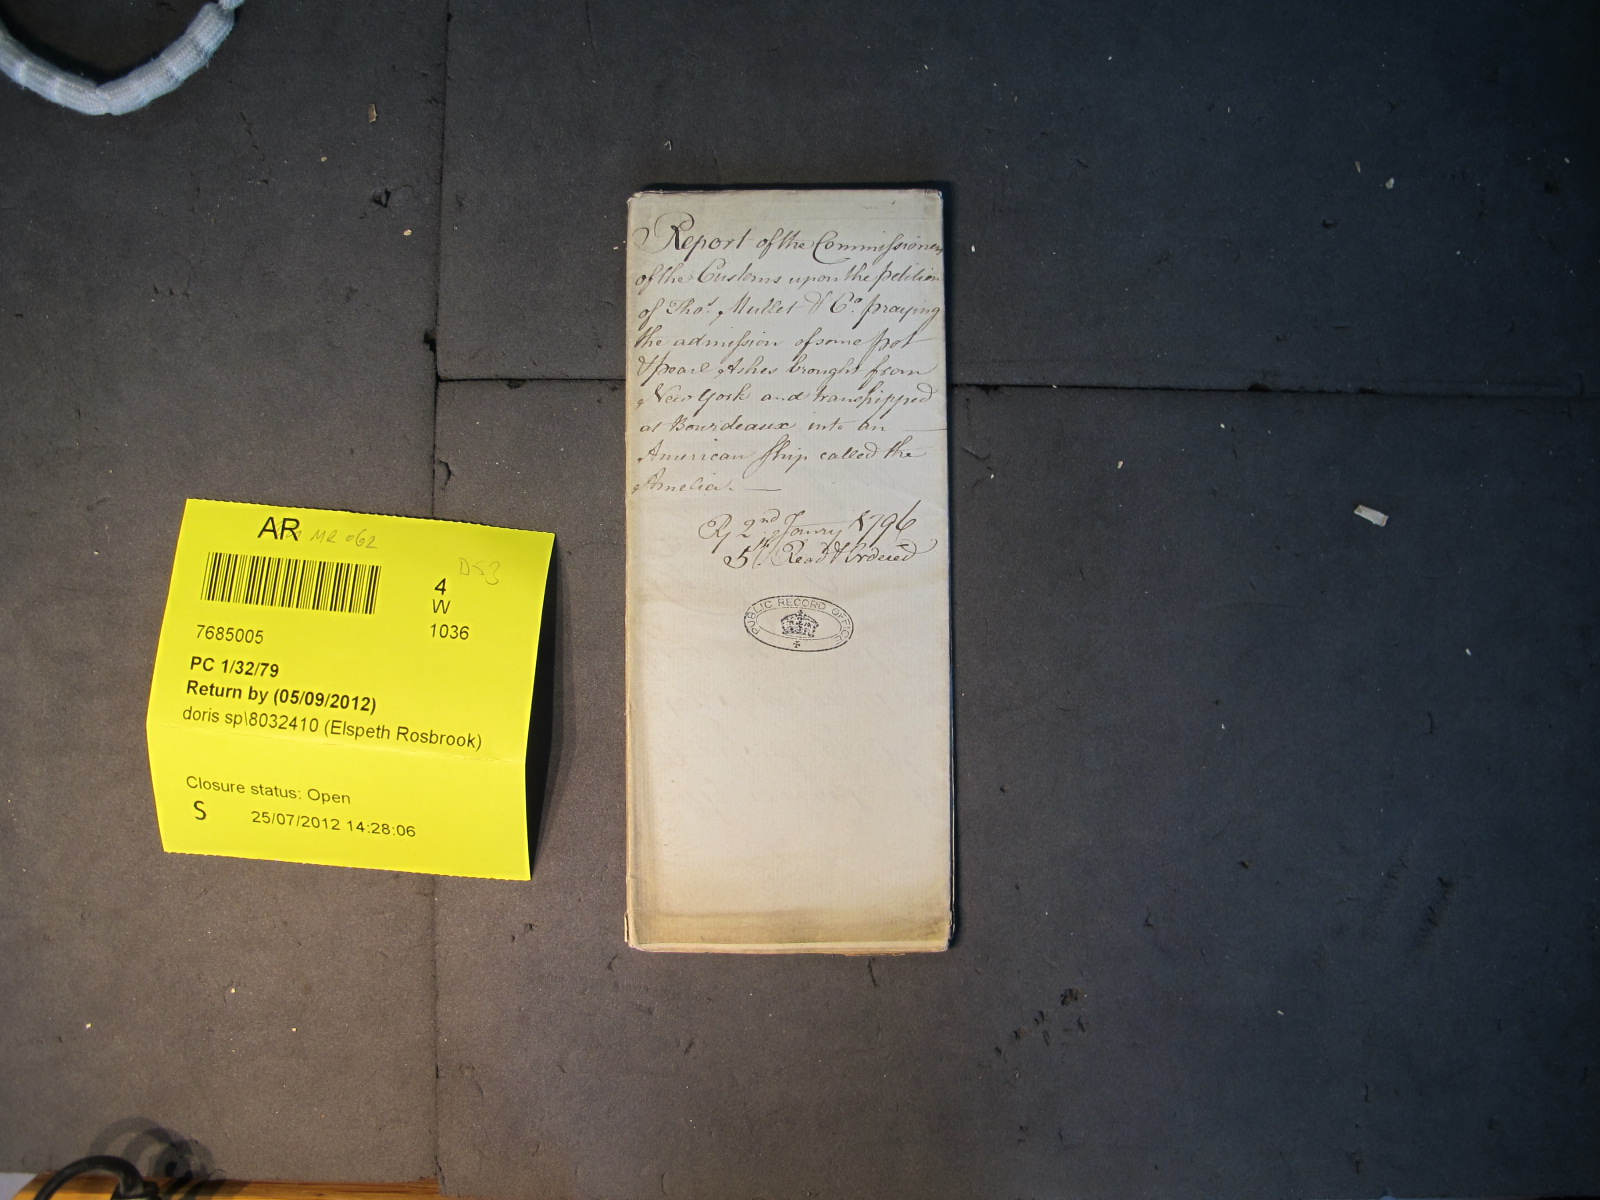 Report of the Commissioners
of the Customs upon the petition
of Thos. Mullet & Co. praying
the admission of some pot
& pearl Ashes brought from
New York and transhipped
at Bourdeaux into an
American Ship called the
Amelia.
Ry 2nd Janry 1796
5th. Read & Ordered
PUBLIC RECORD OFFICE
AR
MR 062
D53
4
W
7685005
1036
PC 1/32/79
Return by (05/09/2012)
doris sp\8032410 (Elspeth Rosbrook)
Closure status: Open
S
25/07/2012 14:28:06